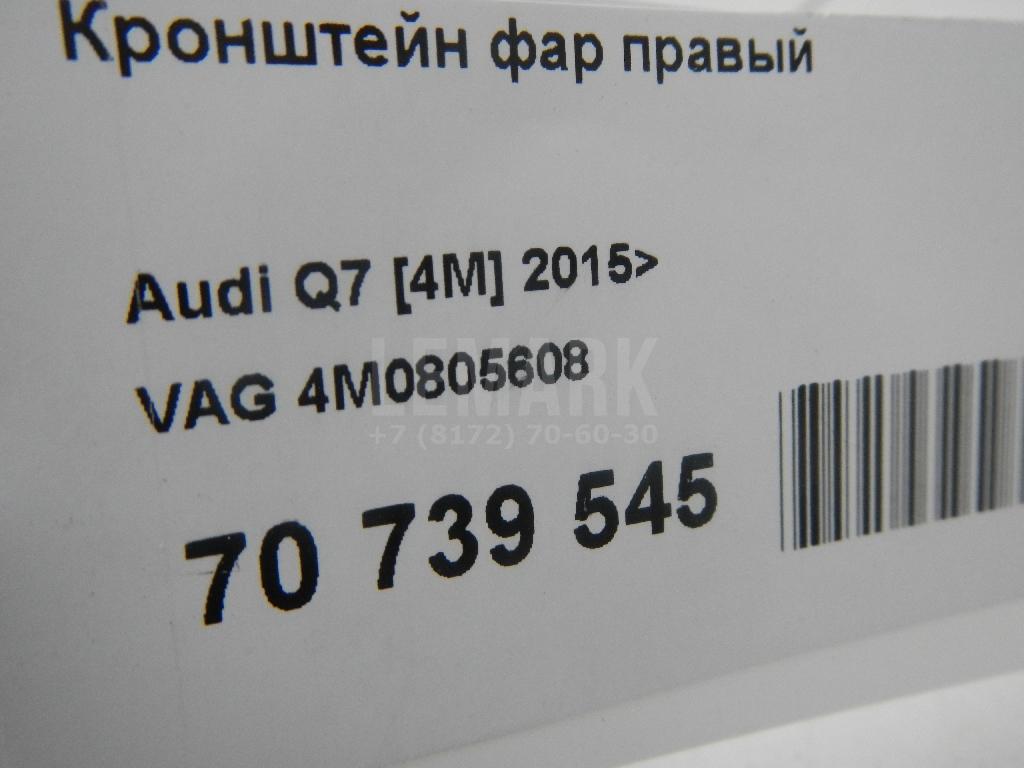 Кронштейн фар правый
Audi Q7 [4M] 2015>
VAG 4M0805608
LEMARK
+7 (8172) 70-60-30
70 739 545